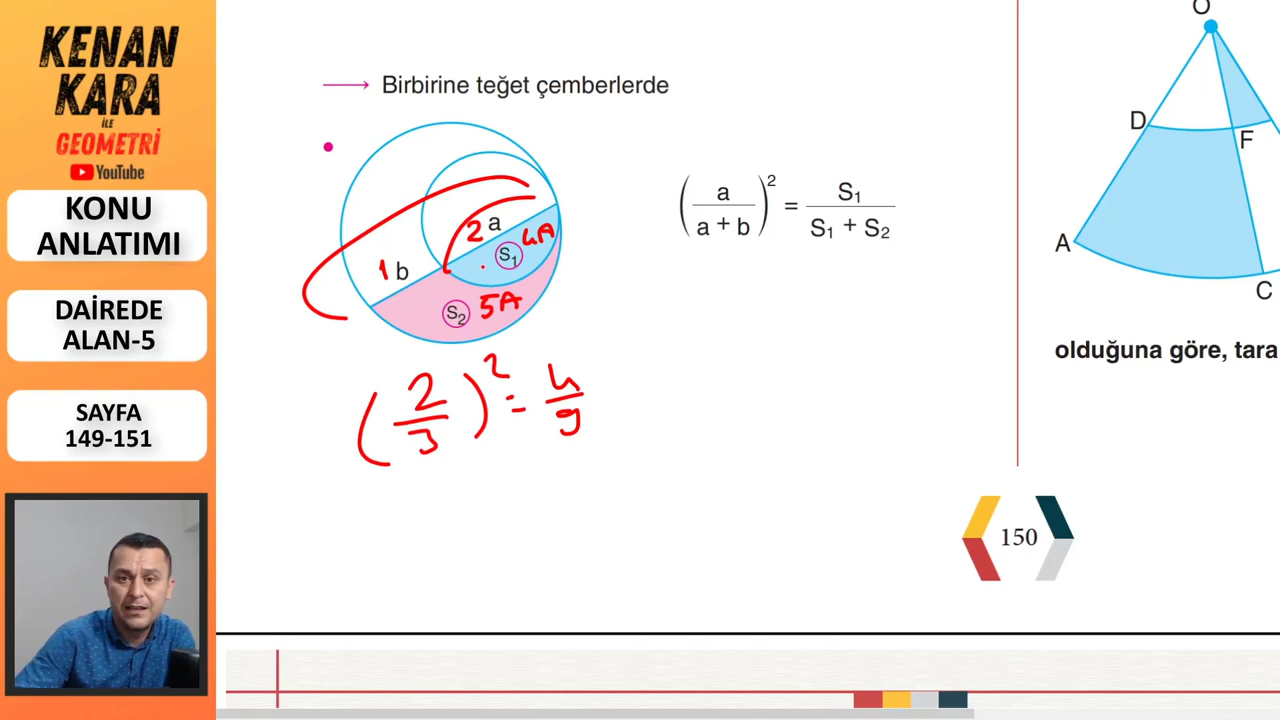 KENAN
KARA
İLE
GEOMETRİ
YouTube
KONU
ANLATIMI
DAİREDE
ALAN-5
SAYFA
149-151
Birbirine teğet çemberlerde
a
b
2
1
S₁
4A
S₂
5A
(a/(a + b))² = S₁/(S₁ + S₂)
(2/3)² = 4/9
O
D
F
A
C
olduğuna göre, tara
150